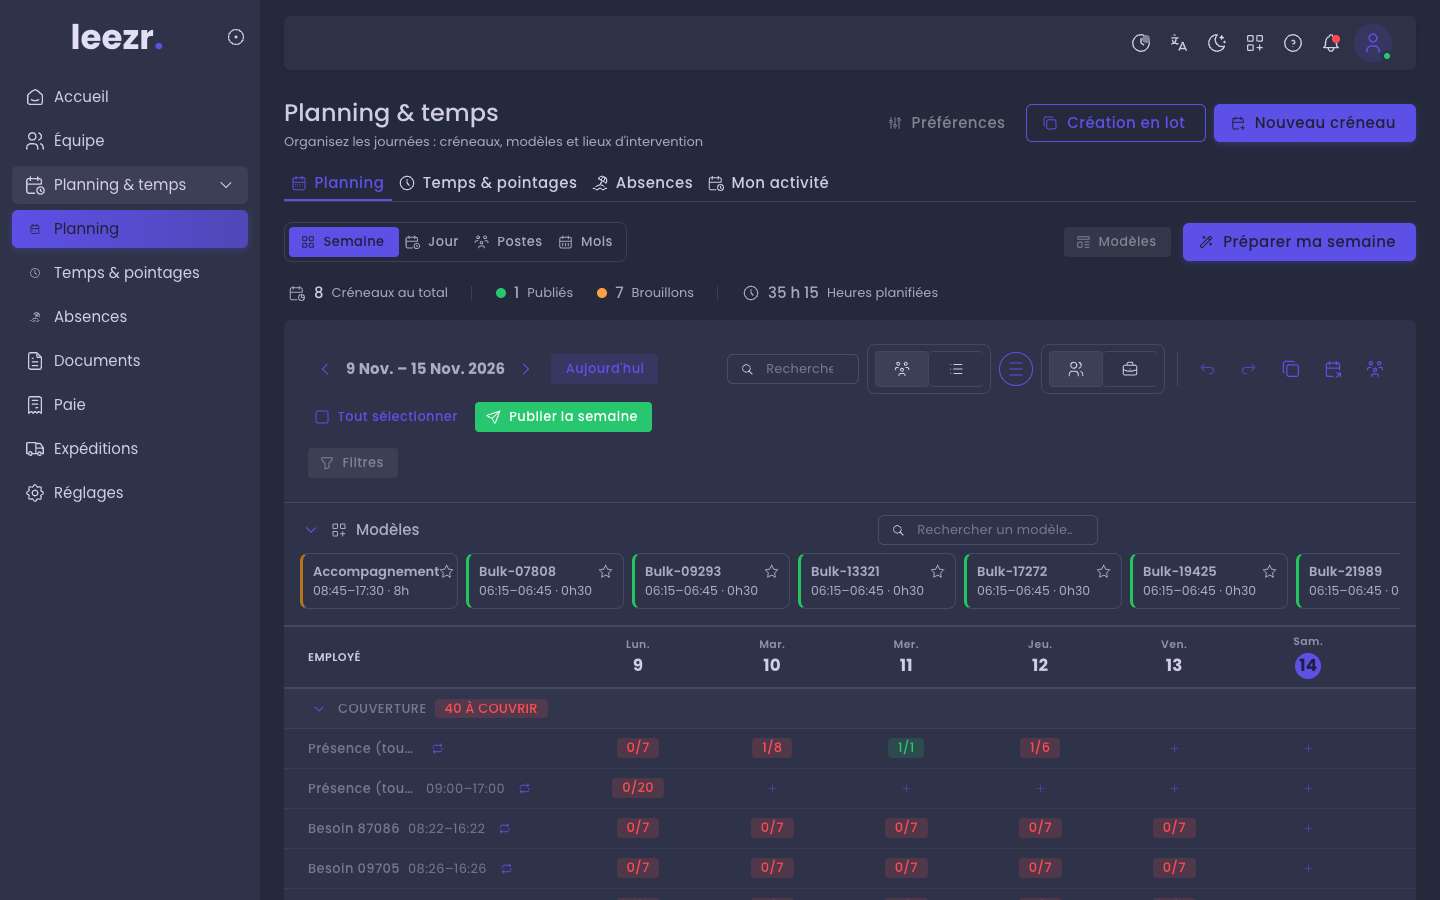 leezr.
Accueil
Équipe
Planning & temps
Planning
Temps & pointages
Absences
Documents
Paie
Expéditions
Réglages
Planning & temps
Organisez les journées : créneaux, modèles et lieux d'intervention
Préférences
Création en lot
Nouveau créneau
Planning
Temps & pointages
Absences
Mon activité
Semaine
Jour
Postes
Mois
Modèles
Préparer ma semaine
8 Créneaux au total
1 Publiés
7 Brouillons
35 h 15 Heures planifiées
9 Nov. – 15 Nov. 2026
Aujourd'hui
Recherche
Tout sélectionner
Publier la semaine
Filtres
Modèles
Rechercher un modèle..
Accompagnement
08:45–17:30 · 8h
Bulk-07808
06:15–06:45 · 0h30
Bulk-09293
06:15–06:45 · 0h30
Bulk-13321
06:15–06:45 · 0h30
Bulk-17272
06:15–06:45 · 0h30
Bulk-19425
06:15–06:45 · 0h30
Bulk-21989
06:15–06:45 · 0
EMPLOYÉ
Lun. 9
Mar. 10
Mer. 11
Jeu. 12
Ven. 13
Sam. 14
COUVERTURE 40 À COUVRIR
Présence (tou... 0/7 1/8 1/1 1/6 + +
Présence (tou... 09:00–17:00 0/20 + + + + +
Besoin 87086 08:22–16:22 0/7 0/7 0/7 0/7 0/7 +
Besoin 09705 08:26–16:26 0/7 0/7 0/7 0/7 0/7 +